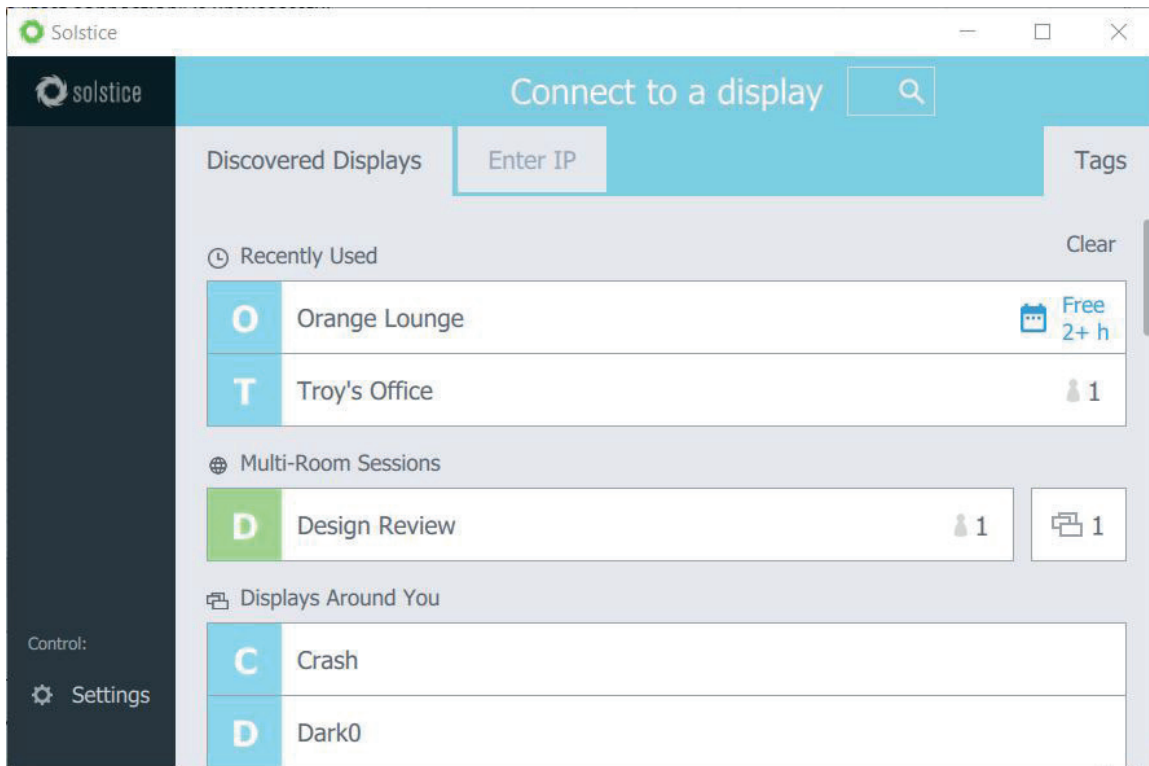 Solstice
solstice
Connect to a display
Discovered Displays
Enter IP
Tags
Recently Used
Clear
O
Orange Lounge
Free
2+ h
T
Troy's Office
1
Multi-Room Sessions
D
Design Review
1
1
Displays Around You
C
Crash
D
Dark0
Control:
Settings